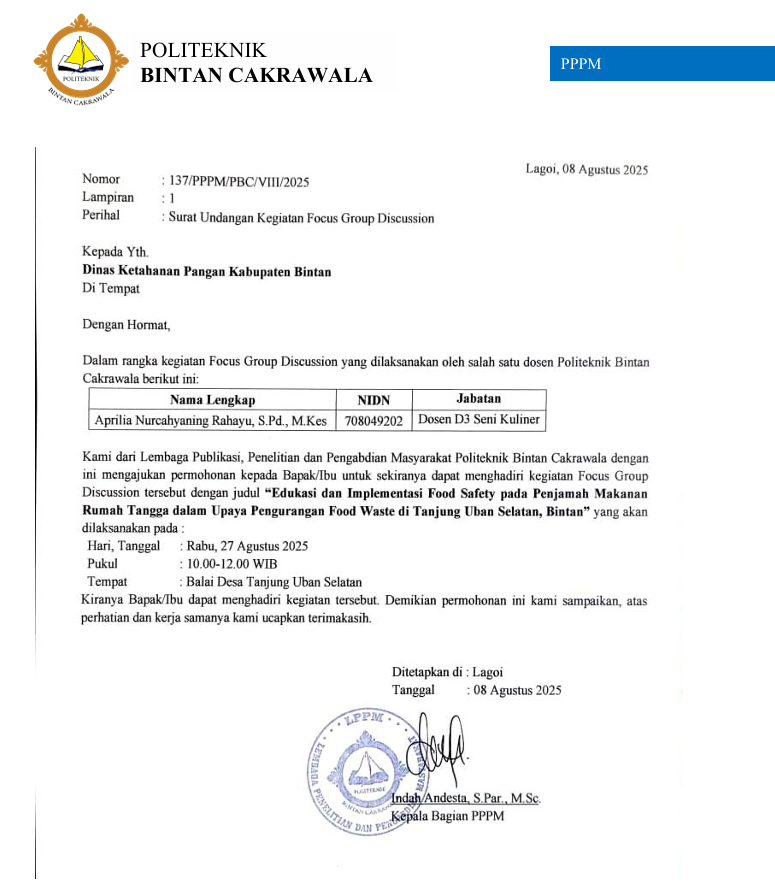 POLITEKNIK
BINTAN CAKRAWALA
POLITEKNIK
BINTAN CAKRAWALA
PPPM
Lagoi, 08 Agustus 2025
Nomor : 137/PPPM/PBC/VIII/2025
Lampiran : 1
Perihal : Surat Undangan Kegiatan Focus Group Discussion
Kepada Yth.
Dinas Ketahanan Pangan Kabupaten Bintan
Di Tempat
Dengan Hormat,
Dalam rangka kegiatan Focus Group Discussion yang dilaksanakan oleh salah satu dosen Politeknik Bintan
Cakrawala berikut ini:
Nama Lengkap NIDN Jabatan
Aprilia Nurcahyaning Rahayu, S.Pd., M.Kes 708049202 Dosen D3 Seni Kuliner
Kami dari Lembaga Publikasi, Penelitian dan Pengabdian Masyarakat Politeknik Bintan Cakrawala dengan
ini mengajukan permohonan kepada Bapak/Ibu untuk sekiranya dapat menghadiri kegiatan Focus Group
Discussion tersebut dengan judul “Edukasi dan Implementasi Food Safety pada Penjamah Makanan
Rumah Tangga dalam Upaya Pengurangan Food Waste di Tanjung Uban Selatan, Bintan” yang akan
dilaksanakan pada :
Hari, Tanggal : Rabu, 27 Agustus 2025
Pukul : 10.00-12.00 WIB
Tempat : Balai Desa Tanjung Uban Selatan
Kiranya Bapak/Ibu dapat menghadiri kegiatan tersebut. Demikian permohonan ini kami sampaikan, atas
perhatian dan kerja samanya kami ucapkan terimakasih.
Ditetapkan di : Lagoi
Tanggal : 08 Agustus 2025
LPPM
LEMBAGA PENELITIAN DAN
POLITEKNIK
Indah Andesta, S.Par., M.Sc.
Kepala Bagian PPPM